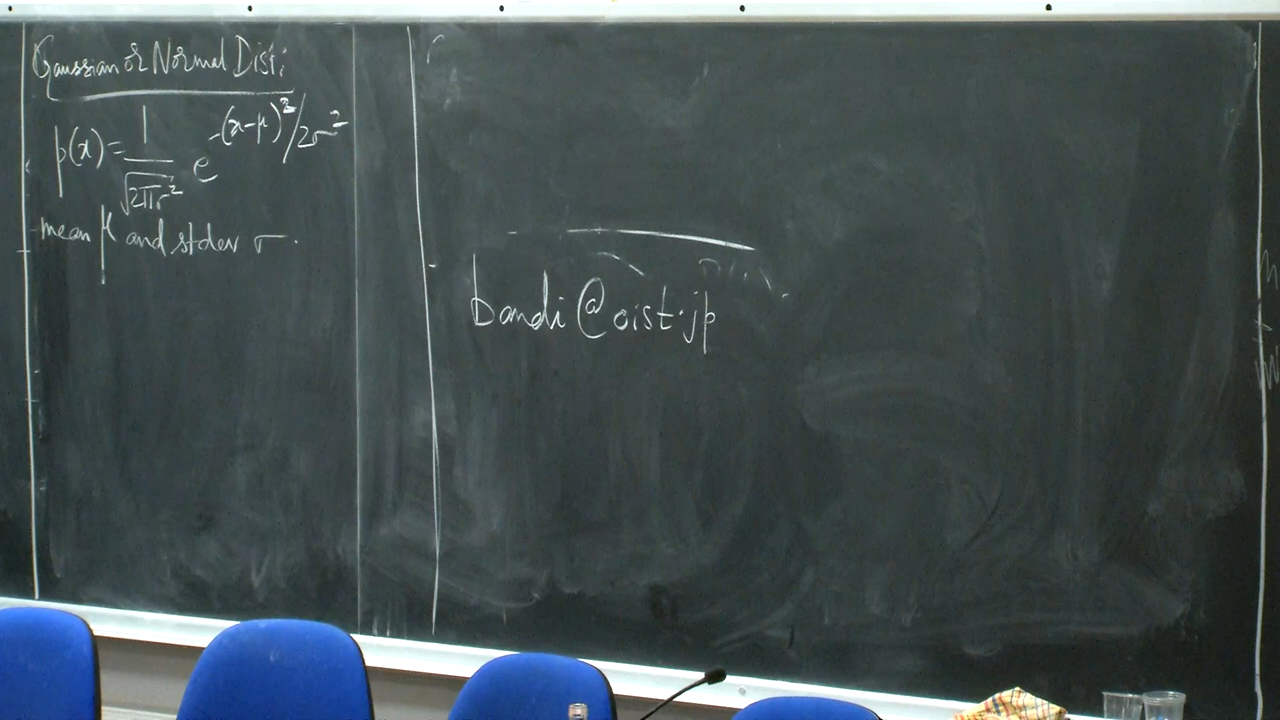 Gaussian or Normal Dist:
p(x) = 1/√2πσ² e^-(x-μ)²/2σ²
mean μ and stdev σ.
bandi@oist.jp